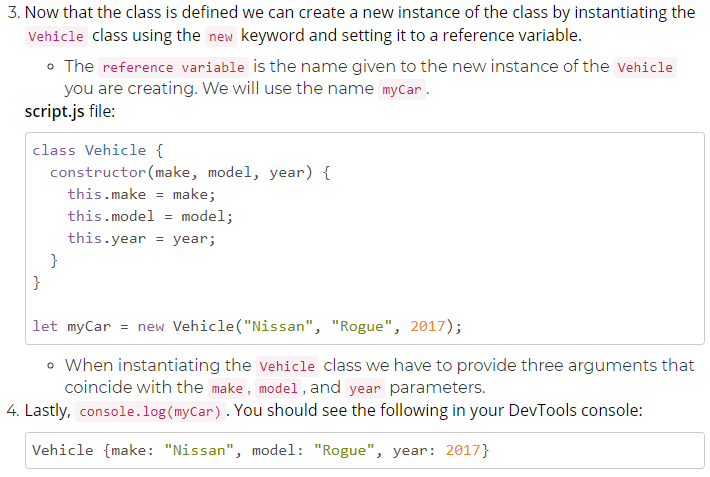 3. Now that the class is defined we can create a new instance of the class by instantiating the
Vehicle class using the new keyword and setting it to a reference variable.
The reference variable is the name given to the new instance of the Vehicle
you are creating. We will use the name myCar.
script.js file:
class Vehicle {
  constructor(make, model, year) {
    this.make = make;
    this.model = model;
    this.year = year;
  }
}
let myCar = new Vehicle("Nissan", "Rogue", 2017);
When instantiating the Vehicle class we have to provide three arguments that
coincide with the make, model, and year parameters.
4. Lastly, console.log(myCar). You should see the following in your DevTools console:
Vehicle {make: "Nissan", model: "Rogue", year: 2017}